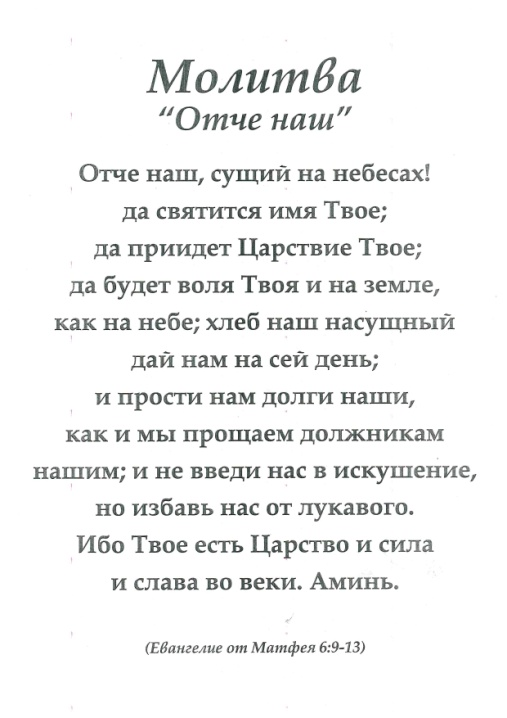 Молитва
“Отче наш”
Отче наш, сущий на небесах!
да святится имя Твое;
да приидет Царствие Твое;
да будет воля Твоя и на земле,
как на небе; хлеб наш насущный
дай нам на сей день;
и прости нам долги наши,
как и мы прощаем должникам
нашим; и не введи нас в искушение,
но избавь нас от лукавого.
Ибо Твое есть Царство и сила
и слава во веки. Аминь.
(Евангелие от Матфея 6:9-13)